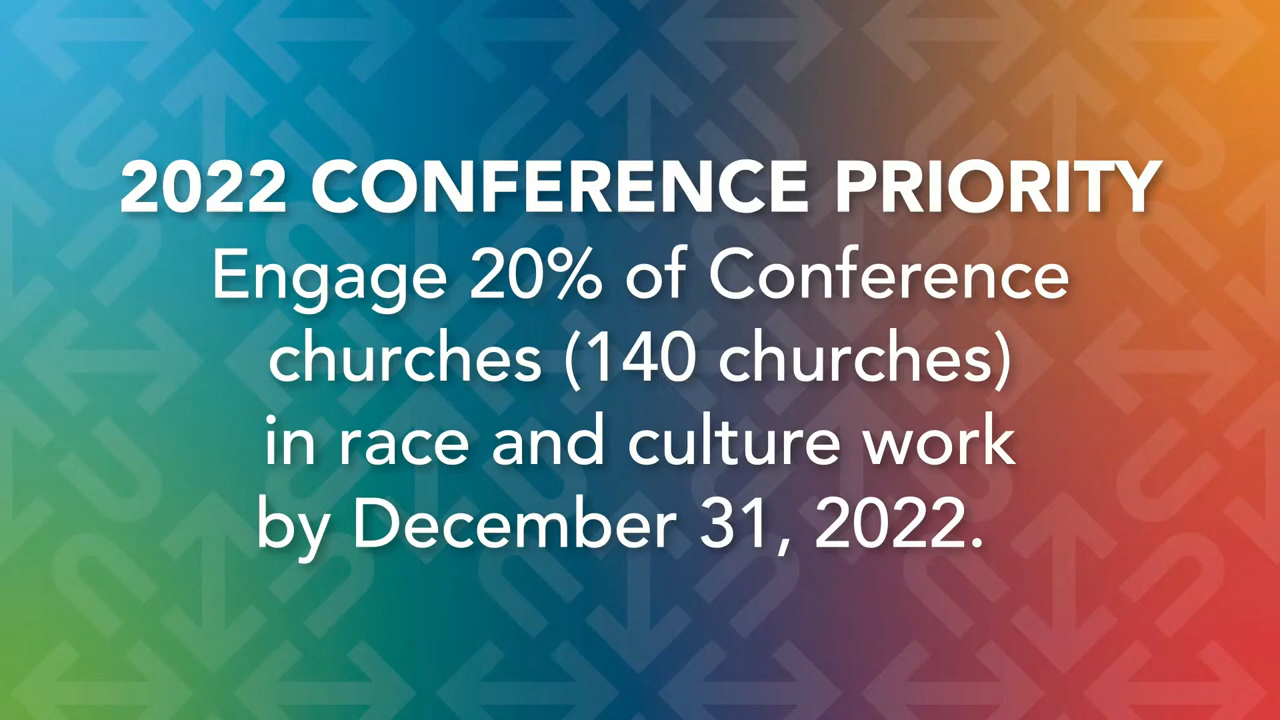 2022 CONFERENCE PRIORITY
Engage 20% of Conference
churches (140 churches)
in race and culture work
by December 31, 2022.